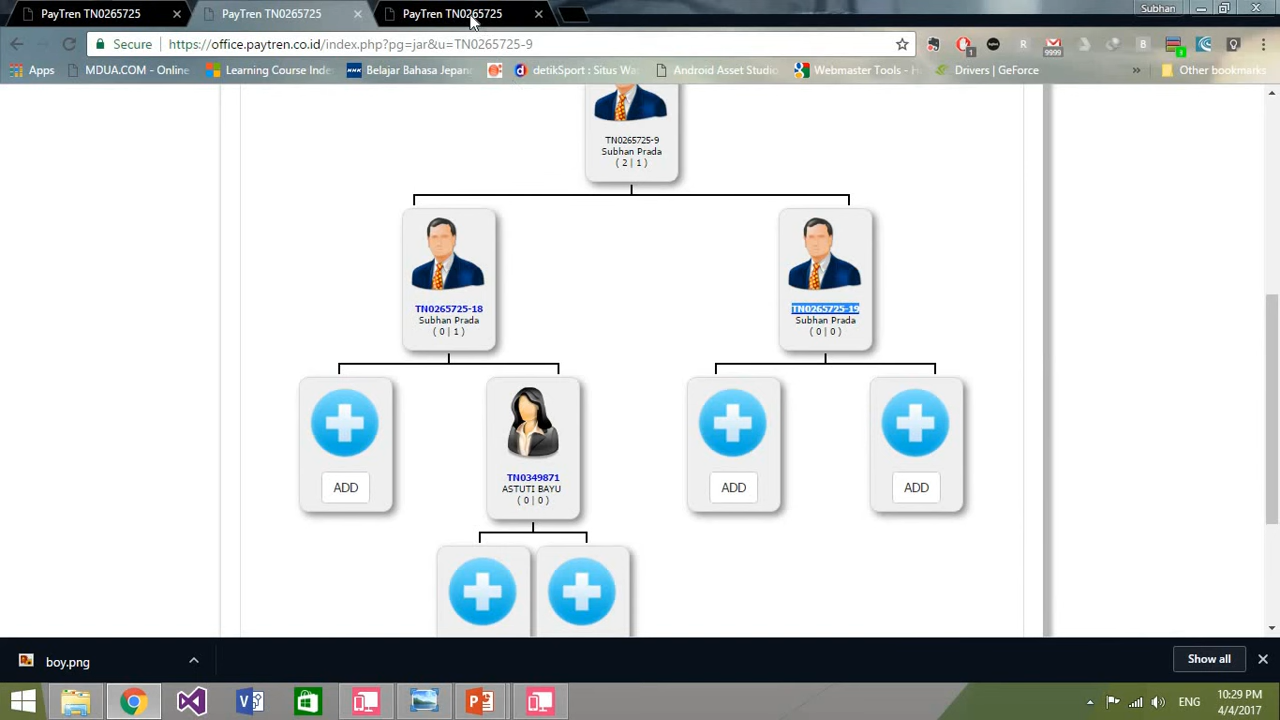 PayTren TN0265725
PayTren TN0265725
PayTren TN0265725
Subhan
Secure
https://office.paytren.co.id/index.php?pg=jar&u=TN0265725-9
1
9999
Apps
MDUA.COM - Online
Learning Course Inde
Belajar Bahasa Jepan
detikSport : Situs Wa
Android Asset Studio
Webmaster Tools - H
Drivers | GeForce
»
Other bookmarks
TN0265725-9
Subhan Prada
( 2 | 1 )
TN0265725-18
Subhan Prada
( 0 | 1 )
TN0265725-19
Subhan Prada
( 0 | 0 )
ADD
TN0349871
ASTUTI BAYU
( 0 | 0 )
ADD
ADD
boy.png
Show all
ENG
10:29 PM
4/4/2017